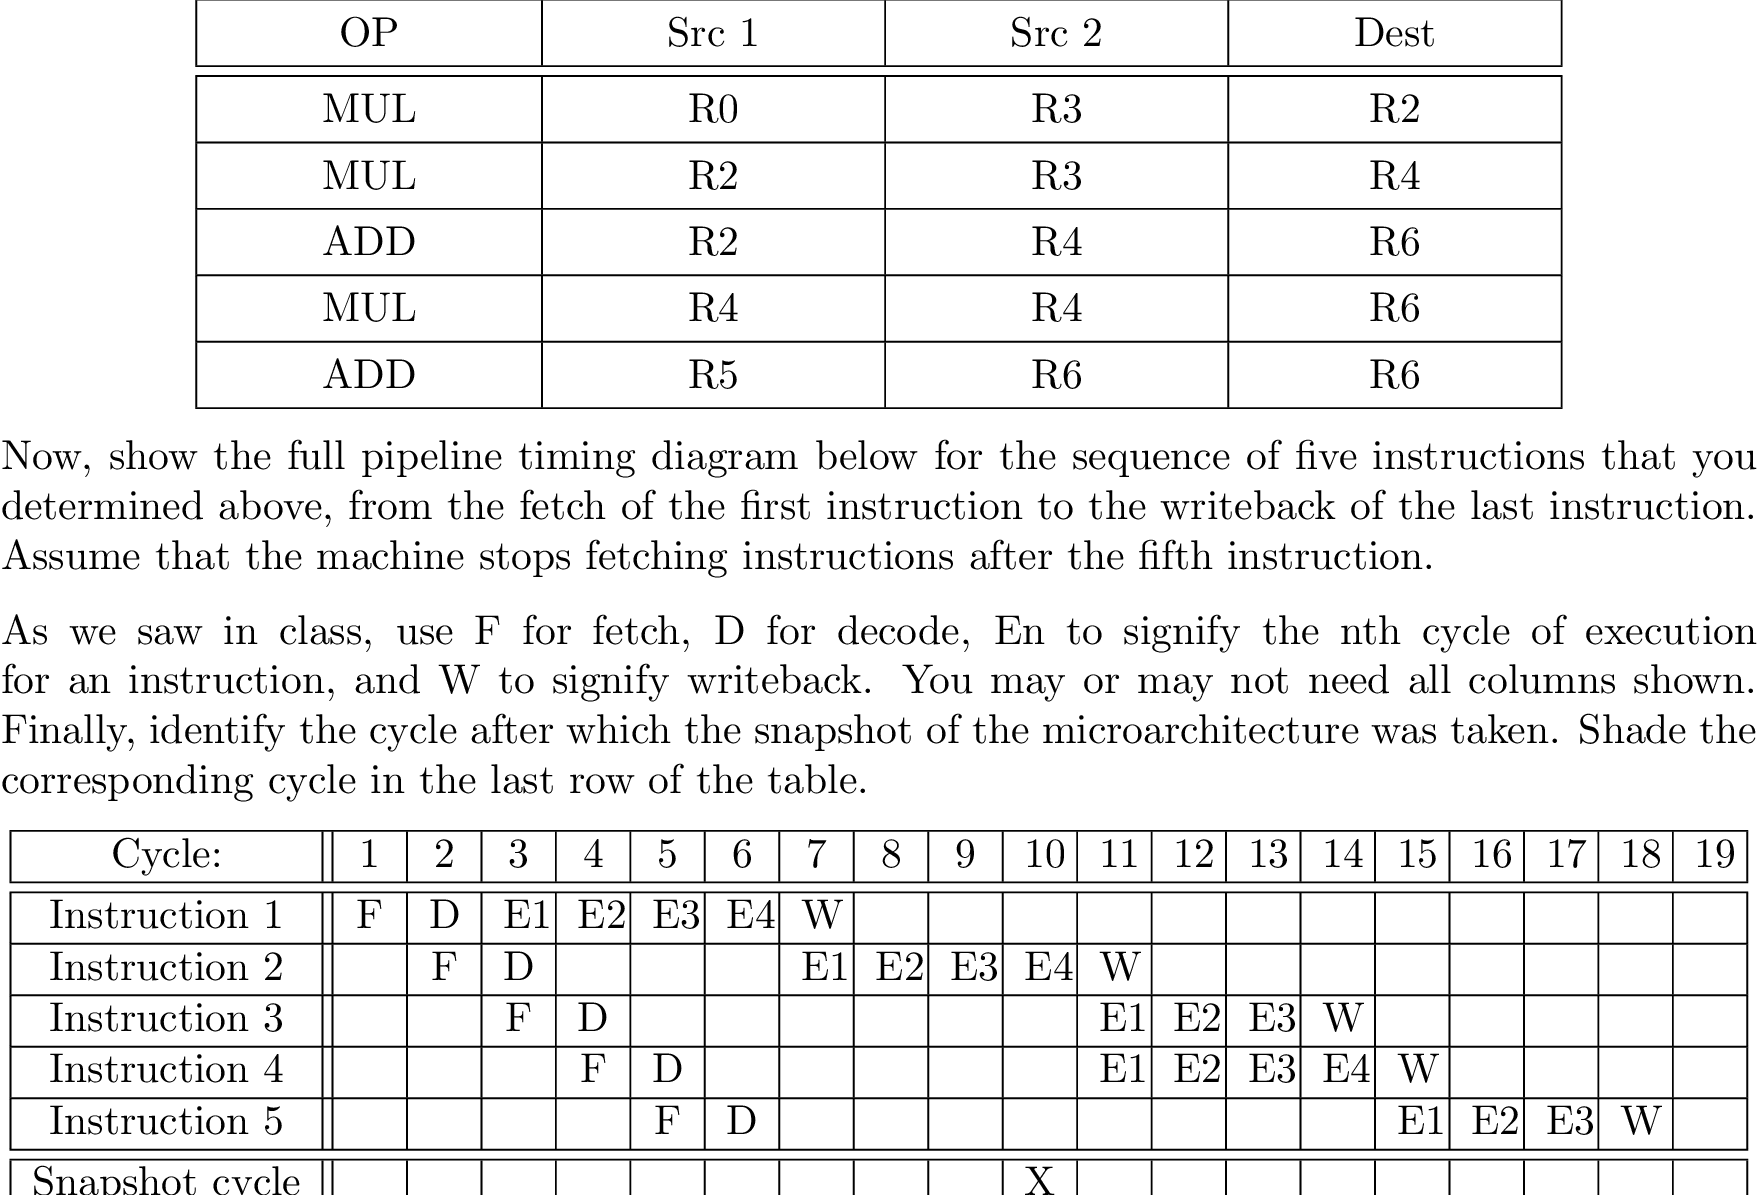 OP Src 1 Src 2 Dest
MUL R0 R3 R2
MUL R2 R3 R4
ADD R2 R4 R6
MUL R4 R4 R6
ADD R5 R6 R6
Now, show the full pipeline timing diagram below for the sequence of five instructions that you
determined above, from the fetch of the first instruction to the writeback of the last instruction.
Assume that the machine stops fetching instructions after the fifth instruction.
As we saw in class, use F for fetch, D for decode, En to signify the nth cycle of execution
for an instruction, and W to signify writeback. You may or may not need all columns shown.
Finally, identify the cycle after which the snapshot of the microarchitecture was taken. Shade the
corresponding cycle in the last row of the table.
Cycle: 1 2 3 4 5 6 7 8 9 10 11 12 13 14 15 16 17 18 19
Instruction 1 F D E1 E2 E3 E4 W
Instruction 2 F D E1 E2 E3 E4 W
Instruction 3 F D E1 E2 E3 W
Instruction 4 F D E1 E2 E3 E4 W
Instruction 5 F D E1 E2 E3 W
Snapshot cycle X